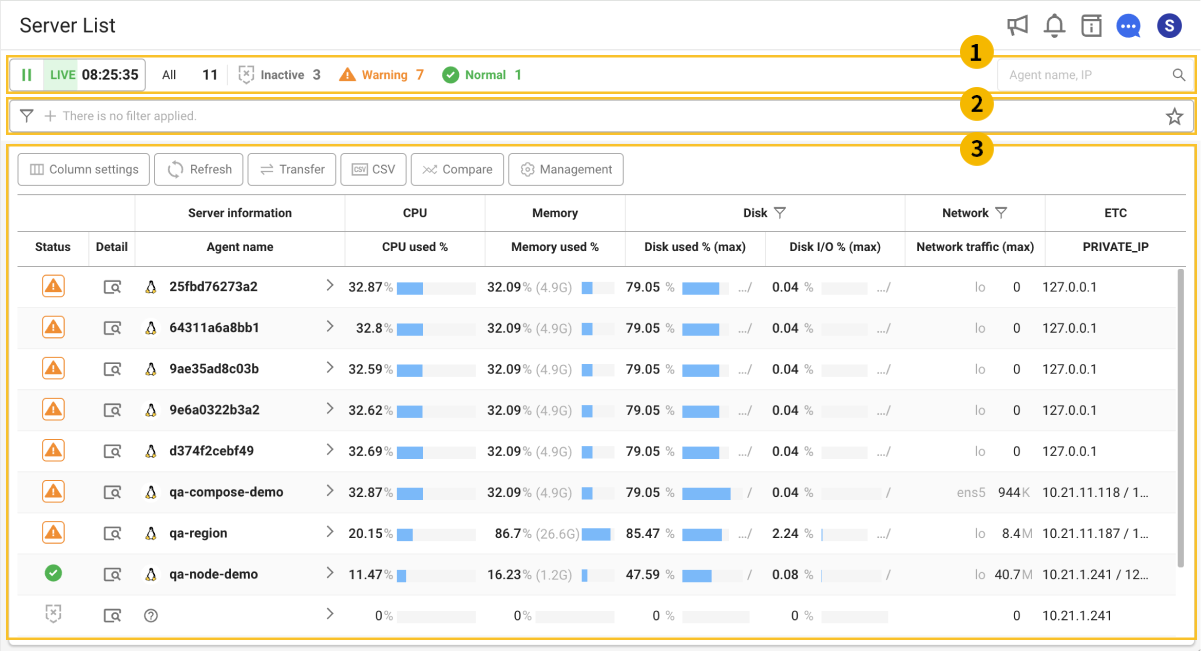 Server List
S
1
LIVE 08:25:35 All 11 Inactive 3 Warning 7 Normal 1 Agent name, IP
2
There is no filter applied.
3
Column settings Refresh Transfer CSV CSV Compare Management
Server information CPU Memory Disk Network ETC
Status Detail Agent name CPU used % Memory used % Disk used % (max) Disk I/O % (max) Network traffic (max) PRIVATE_IP
25fbd76273a2 32.87% 32.09% (4.9G) 79.05 % .../ 0.04 % .../ lo 0 127.0.0.1
64311a6a8bb1 32.8% 32.09% (4.9G) 79.05 % .../ 0.04 % .../ lo 0 127.0.0.1
9ae35ad8c03b 32.59% 32.09% (4.9G) 79.05 % .../ 0.04 % .../ lo 0 127.0.0.1
9e6a0322b3a2 32.62% 32.09% (4.9G) 79.05 % .../ 0.04 % .../ lo 0 127.0.0.1
d374f2cebf49 32.69% 32.09% (4.9G) 79.05 % .../ 0.04 % .../ lo 0 127.0.0.1
qa-compose-demo 32.87% 32.09% (4.9G) 79.05 % / 0.04 % / ens5 944K 10.21.11.118 / 1...
qa-region 20.15% 86.7% (26.6G) 85.47 % .../ 2.24 % .../ lo 8.4M 10.21.11.187 / 1...
qa-node-demo 11.47% 16.23% (1.2G) 47.59 % / 0.08 % / lo 40.7M 10.21.1.241 / 12...
0% 0% 0 % 0 % 0 10.21.1.241